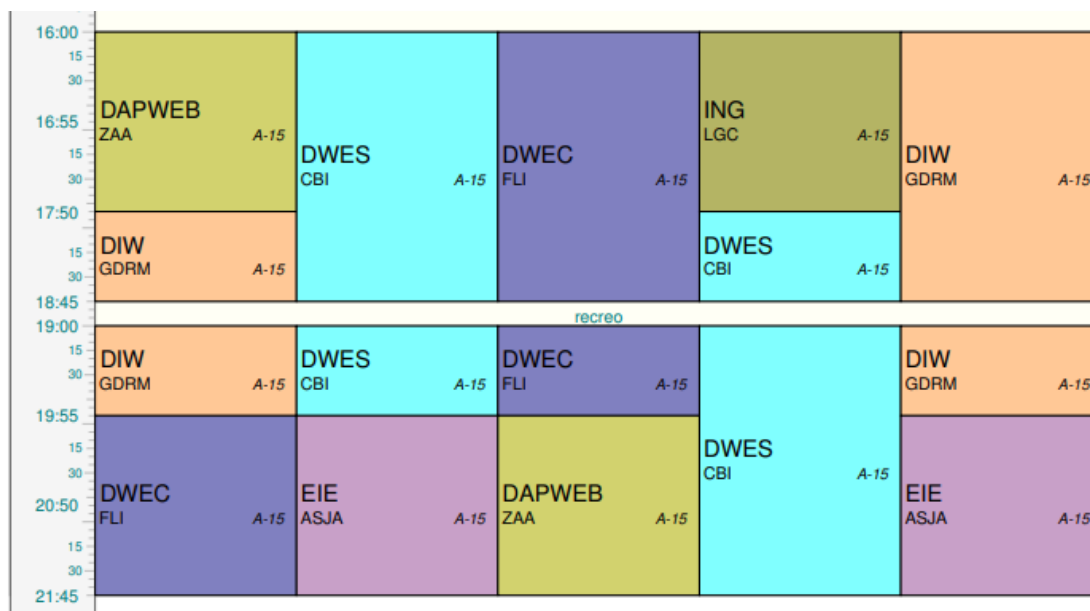 16:00
15
30
DAPWEB
ZAA A-15
16:55
15
30
17:50
DIW
GDRM A-15
15
30
18:45
DWES
CBI A-15
DWEC
FLI A-15
ING
LGC A-15
DWES
CBI A-15
DIW
GDRM A-15
recreo
19:00
15
30
DIW
GDRM A-15
DWES
CBI A-15
DWEC
FLI A-15
DWES
CBI A-15
DIW
GDRM A-15
19:55
15
30
20:50
15
30
21:45
DWEC
FLI A-15
EIE
ASJA A-15
DAPWEB
ZAA A-15
EIE
ASJA A-15